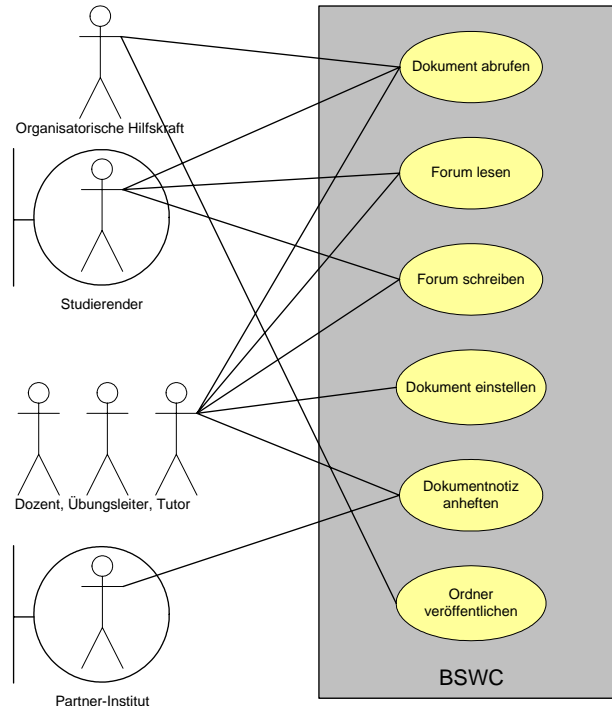 Organisatorische Hilfskraft
Studierender
Dozent, Übungsleiter, Tutor
Partner-Institut
Dokument abrufen
Forum lesen
Forum schreiben
Dokument einstellen
Dokumentnotiz
anheften
Ordner
veröffentlichen
BSWC